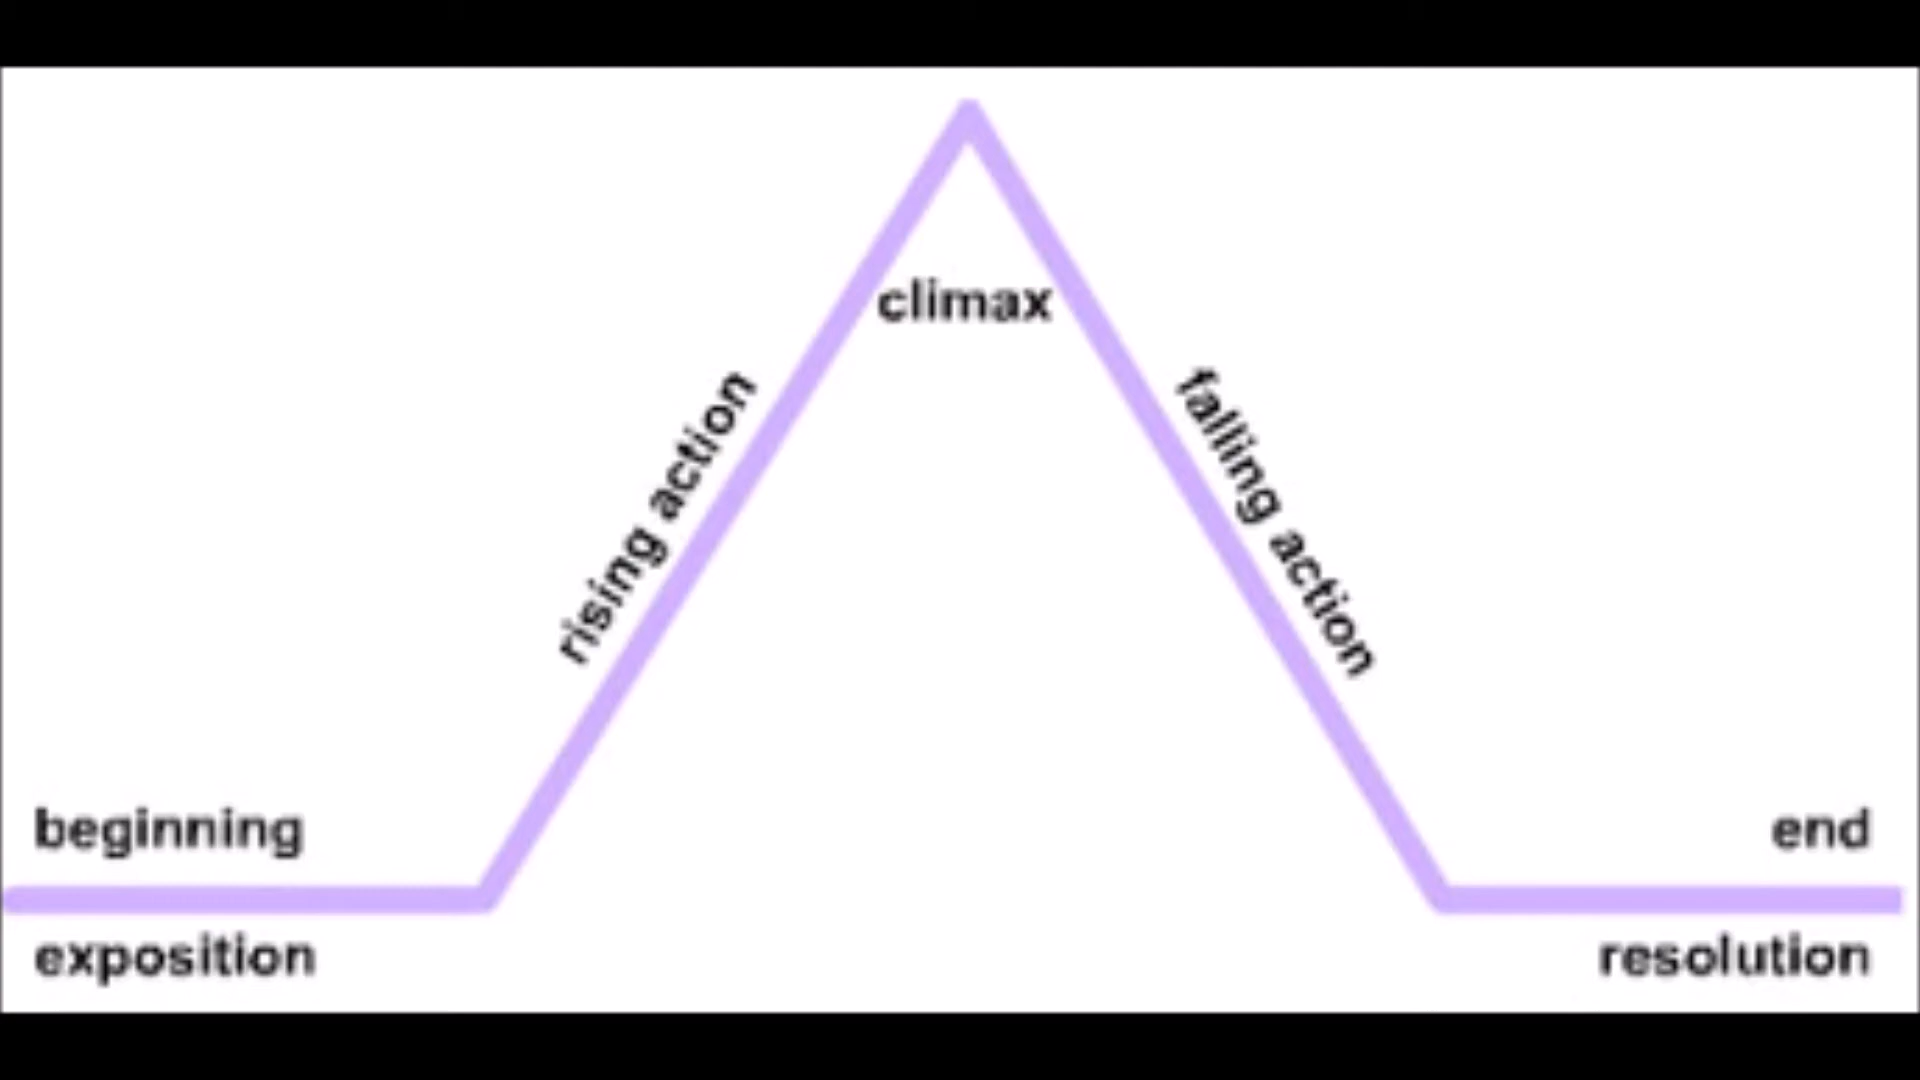 climax
rising action
falling action
beginning
end
exposition
resolution